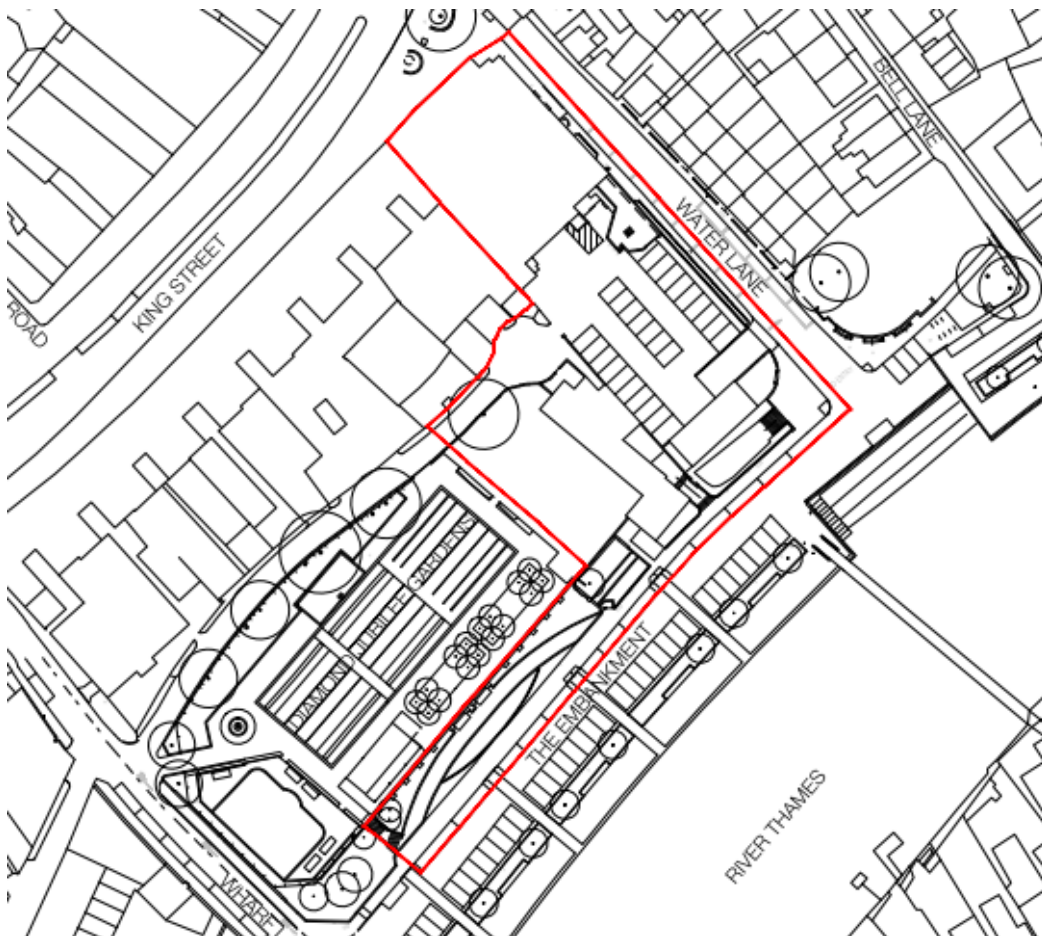 BELL LANE
WATER LANE
KING STREET
ROAD
DIAMOND JUBILEE GARDENS
THE EMBANKMENT
RIVER THAMES
WHARF